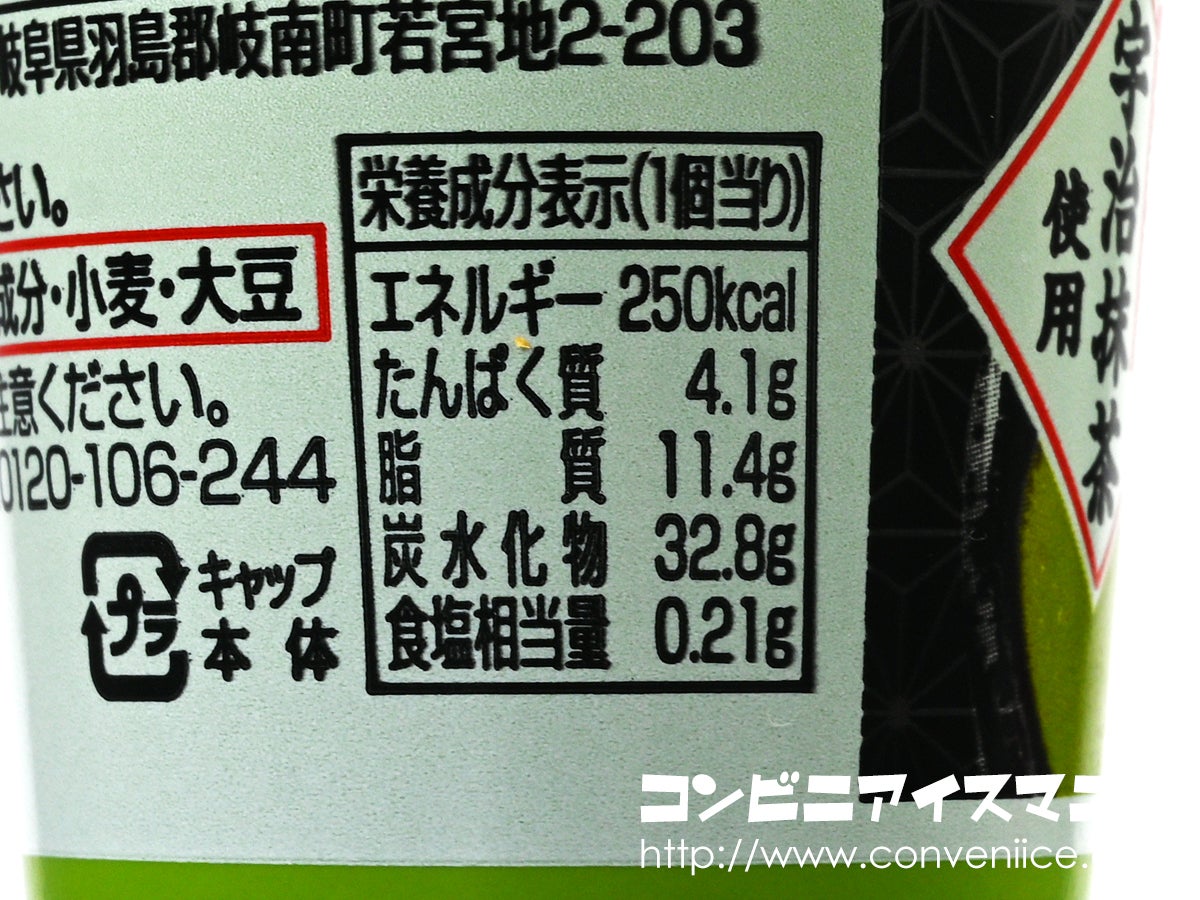 岐阜県羽島郡岐南町若宮地2-203
さい。
成分・小麦・大豆
注意ください。
0120-106-244
プラ
キャップ
本体
栄養成分表示(1個当り)
エネルギー 250kcal
たんぱく質 4.1g
脂質 11.4g
炭水化物 32.8g
食塩相当量 0.21g
宇治抹茶
使用
コンビニアイスマニ
http://www.conveniice.